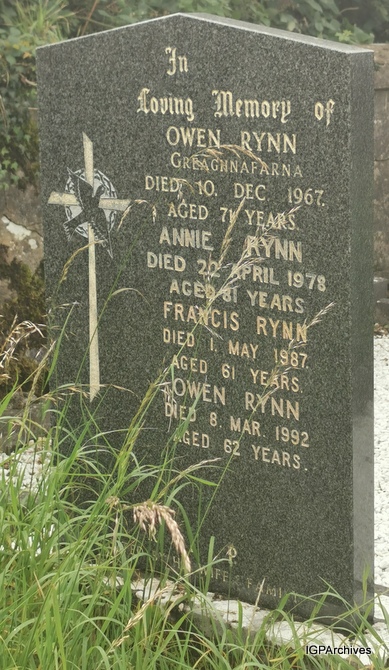 In
Loving Memory of
OWEN RYNN
GREAGHNAFARNA
DIED 10. DEC 1967.
AGED 71 YEARS.
ANNIE RYNN
DIED APRIL 1978
AGED 81 YEARS
FRANCIS RYNN
DIED 1. MAY 1987.
AGED 61 YEARS
OWEN RYNN
DIED 8. MAR. 1992
AGED 62 YEARS.
IGPArchives